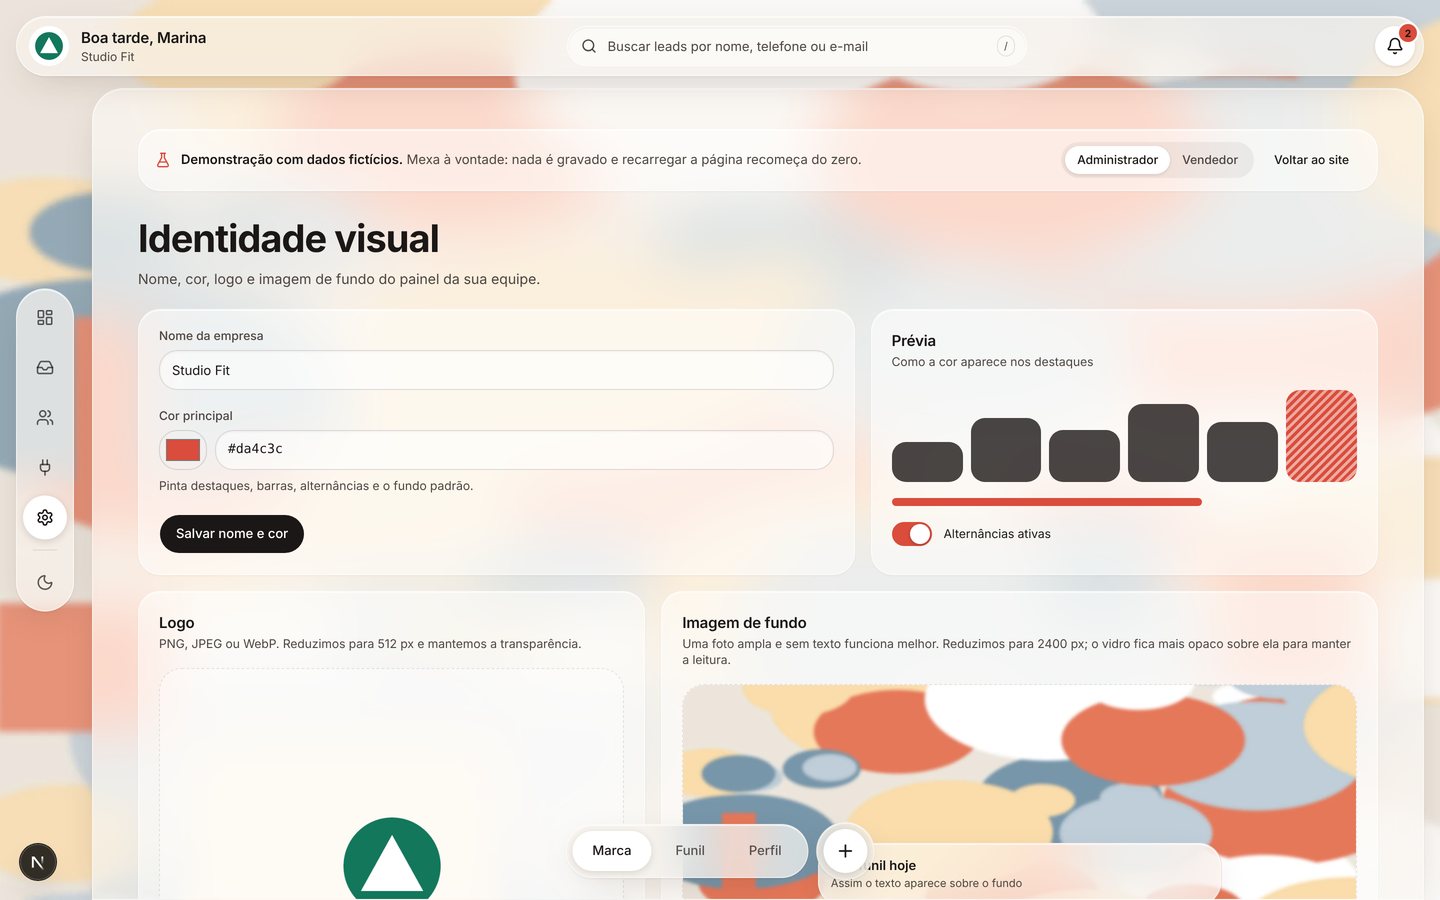 Boa tarde, Marina
Studio Fit
Buscar leads por nome, telefone ou e-mail
/
2
Demonstração com dados fictícios. Mexa à vontade: nada é gravado e recarregar a página recomeça do zero.
Administrador
Vendedor
Voltar ao site
Identidade visual
Nome, cor, logo e imagem de fundo do painel da sua equipe.
Nome da empresa
Studio Fit
Cor principal
#da4c3c
Pinta destaques, barras, alternâncias e o fundo padrão.
Salvar nome e cor
Prévia
Como a cor aparece nos destaques
Alternâncias ativas
Logo
PNG, JPEG ou WebP. Reduzimos para 512 px e mantemos a transparência.
Imagem de fundo
Uma foto ampla e sem texto funciona melhor. Reduzimos para 2400 px; o vidro fica mais opaco sobre ela para manter
a leitura.
hoje
Assim o texto aparece sobre o fundo
Marca
Funil
Perfil
N